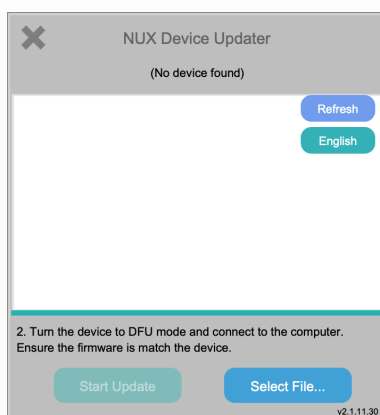 NUX Device Updater
(No device found)
Refresh
English
2. Turn the device to DFU mode and connect to the computer.
Ensure the firmware is match the device.
Start Update
Select File...
v2.1.11.30